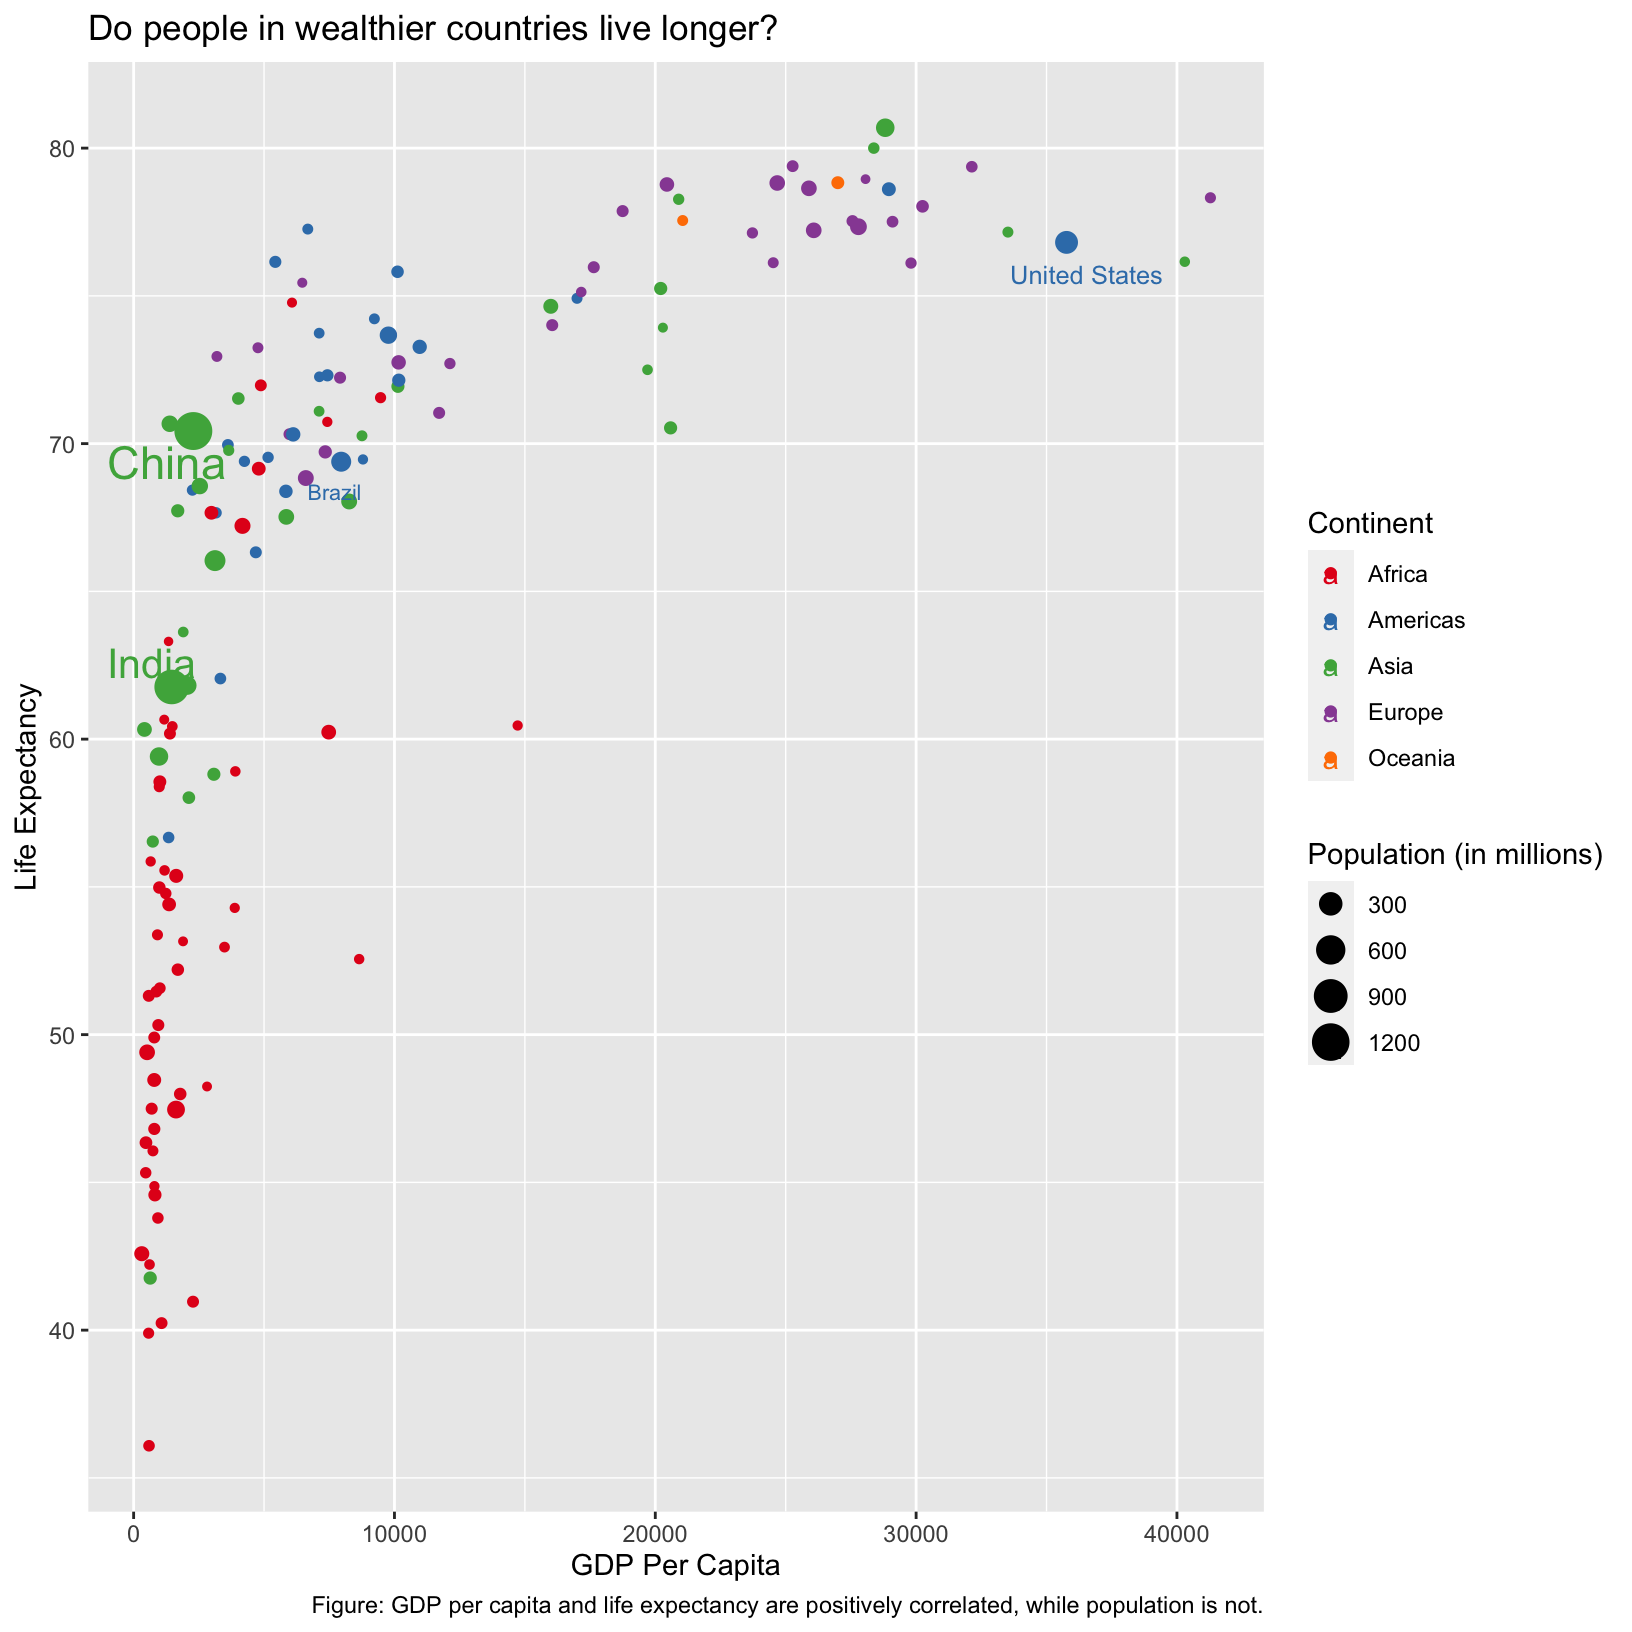 Do people in wealthier countries live longer?
80
70
60
50
40
Life Expectancy
United States
China
Brazil
India
0 10000 20000 30000 40000
GDP Per Capita
Figure: GDP per capita and life expectancy are positively correlated, while population is not.
Continent
a Africa
a Americas
a Asia
a Europe
a Oceania
Population (in millions)
300
600
900
1200